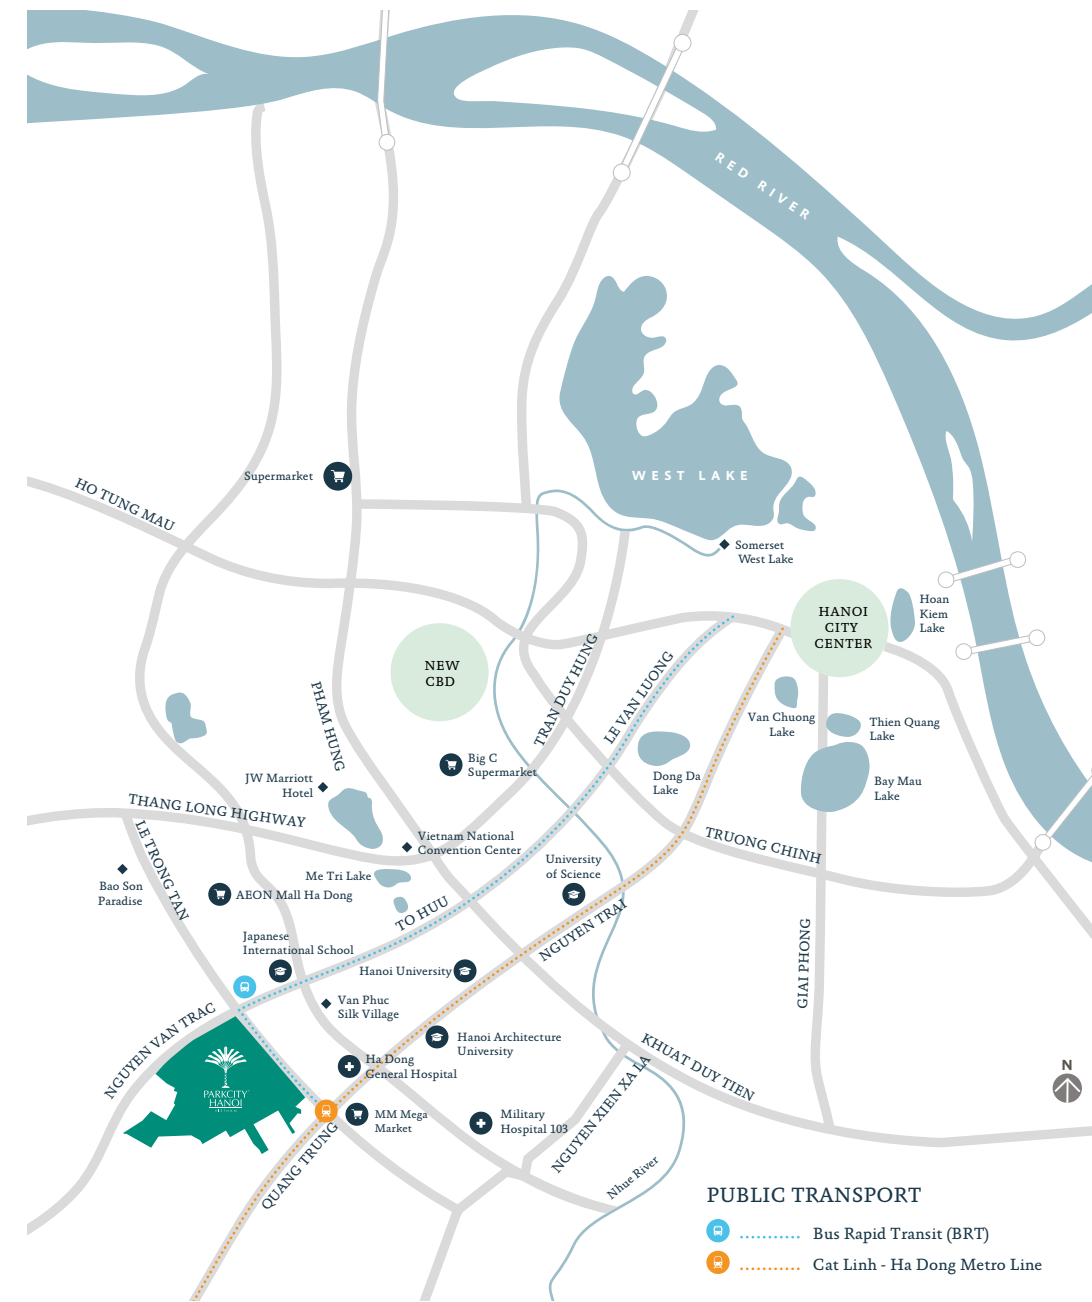 RED RIVER
WEST LAKE
Supermarket
HO TUNG MAU
Somerset
West Lake
HANOI
CITY
CENTER
Hoan
Kiem
Lake
NEW
CBD
TRAN DUY HUNG
LE VAN LUONG
PHAM HUNG
Van Chuong
Lake
Thien Quang
Lake
Big C
Supermarket
Dong Da
Lake
Bay Mau
Lake
JW Marriott
Hotel
THANG LONG HIGHWAY
LE TRONG TAN
Vietnam National
Convention Center
TRUONG CHINH
University
of Science
Me Tri Lake
Bao Son
Paradise
AEON Mall Ha Dong
TO HUU
NGUYEN TRAI
Japanese
International School
Hanoi University
GIAI PHONG
Van Phuc
Silk Village
NGUYEN VAN TRAC
Hanoi Architecture
University
KHUAT DUY TIEN
Ha Dong
General Hospital
NGUYEN XIEN XA LA
N
PARKCITY
HANOI
VIETNAM
MM Mega
Market
Military
Hospital 103
QUANG TRUNG
Nhue River
PUBLIC TRANSPORT
Bus Rapid Transit (BRT)
Cat Linh - Ha Dong Metro Line